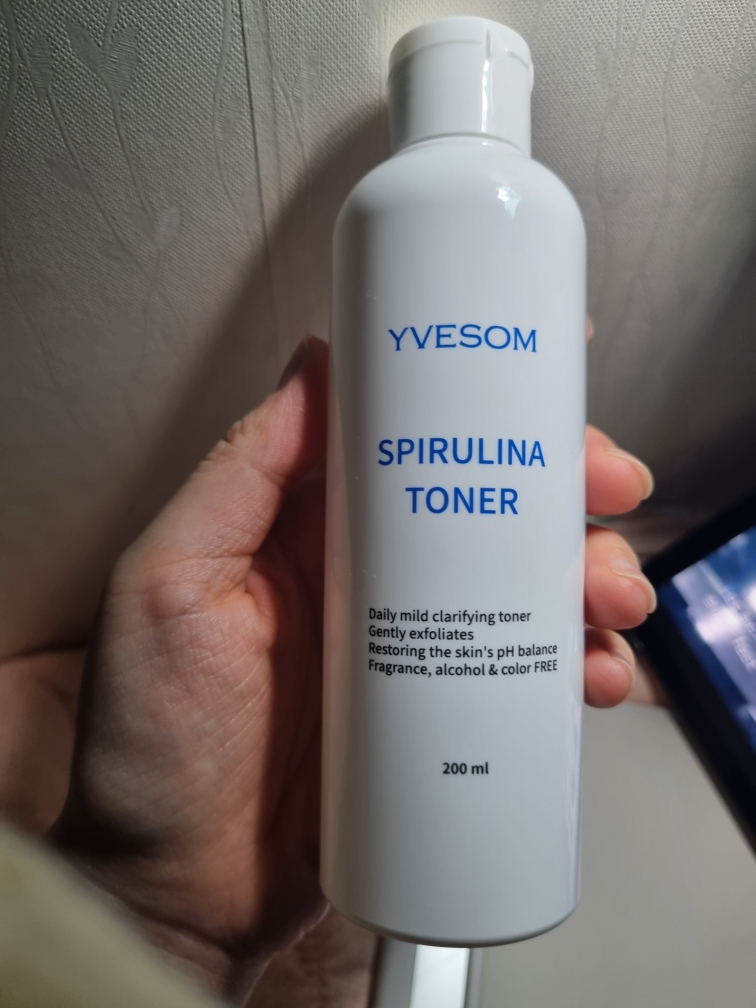 YVESOM
SPIRULINA
TONER
Daily mild clarifying toner
Gently exfoliates
Restoring the skin's pH balance
Fragrance, alcohol & color FREE
200 ml